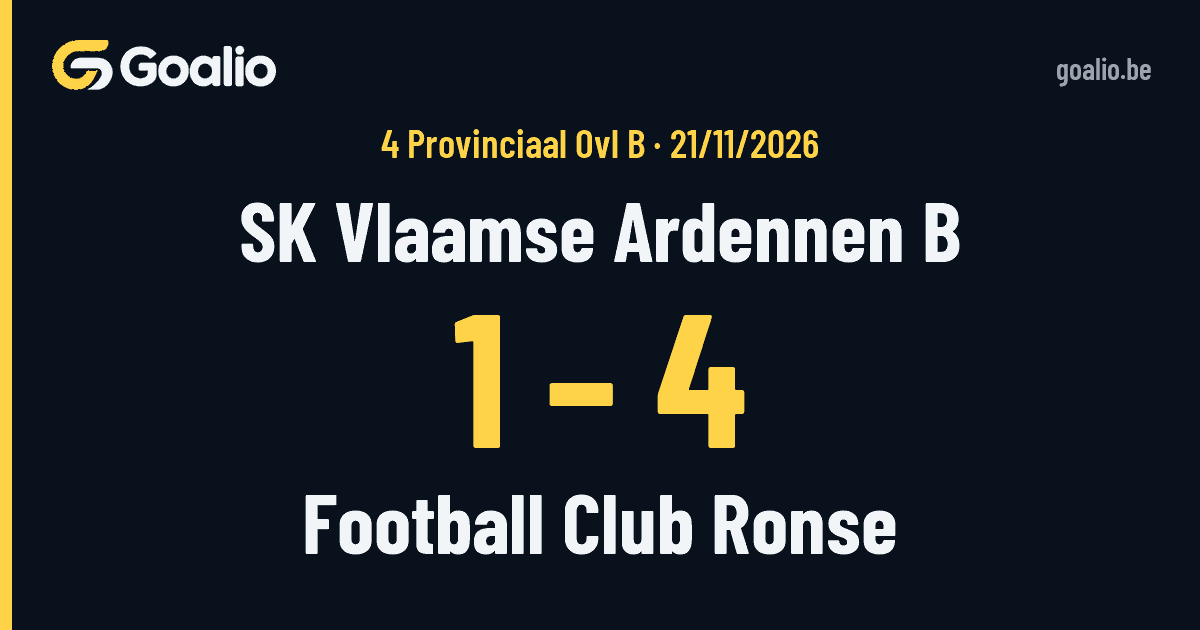 Goalio
goalio.be
4 Provinciaal Ovl B · 21/11/2026
SK Vlaamse Ardennen B
1 – 4
Football Club Ronse